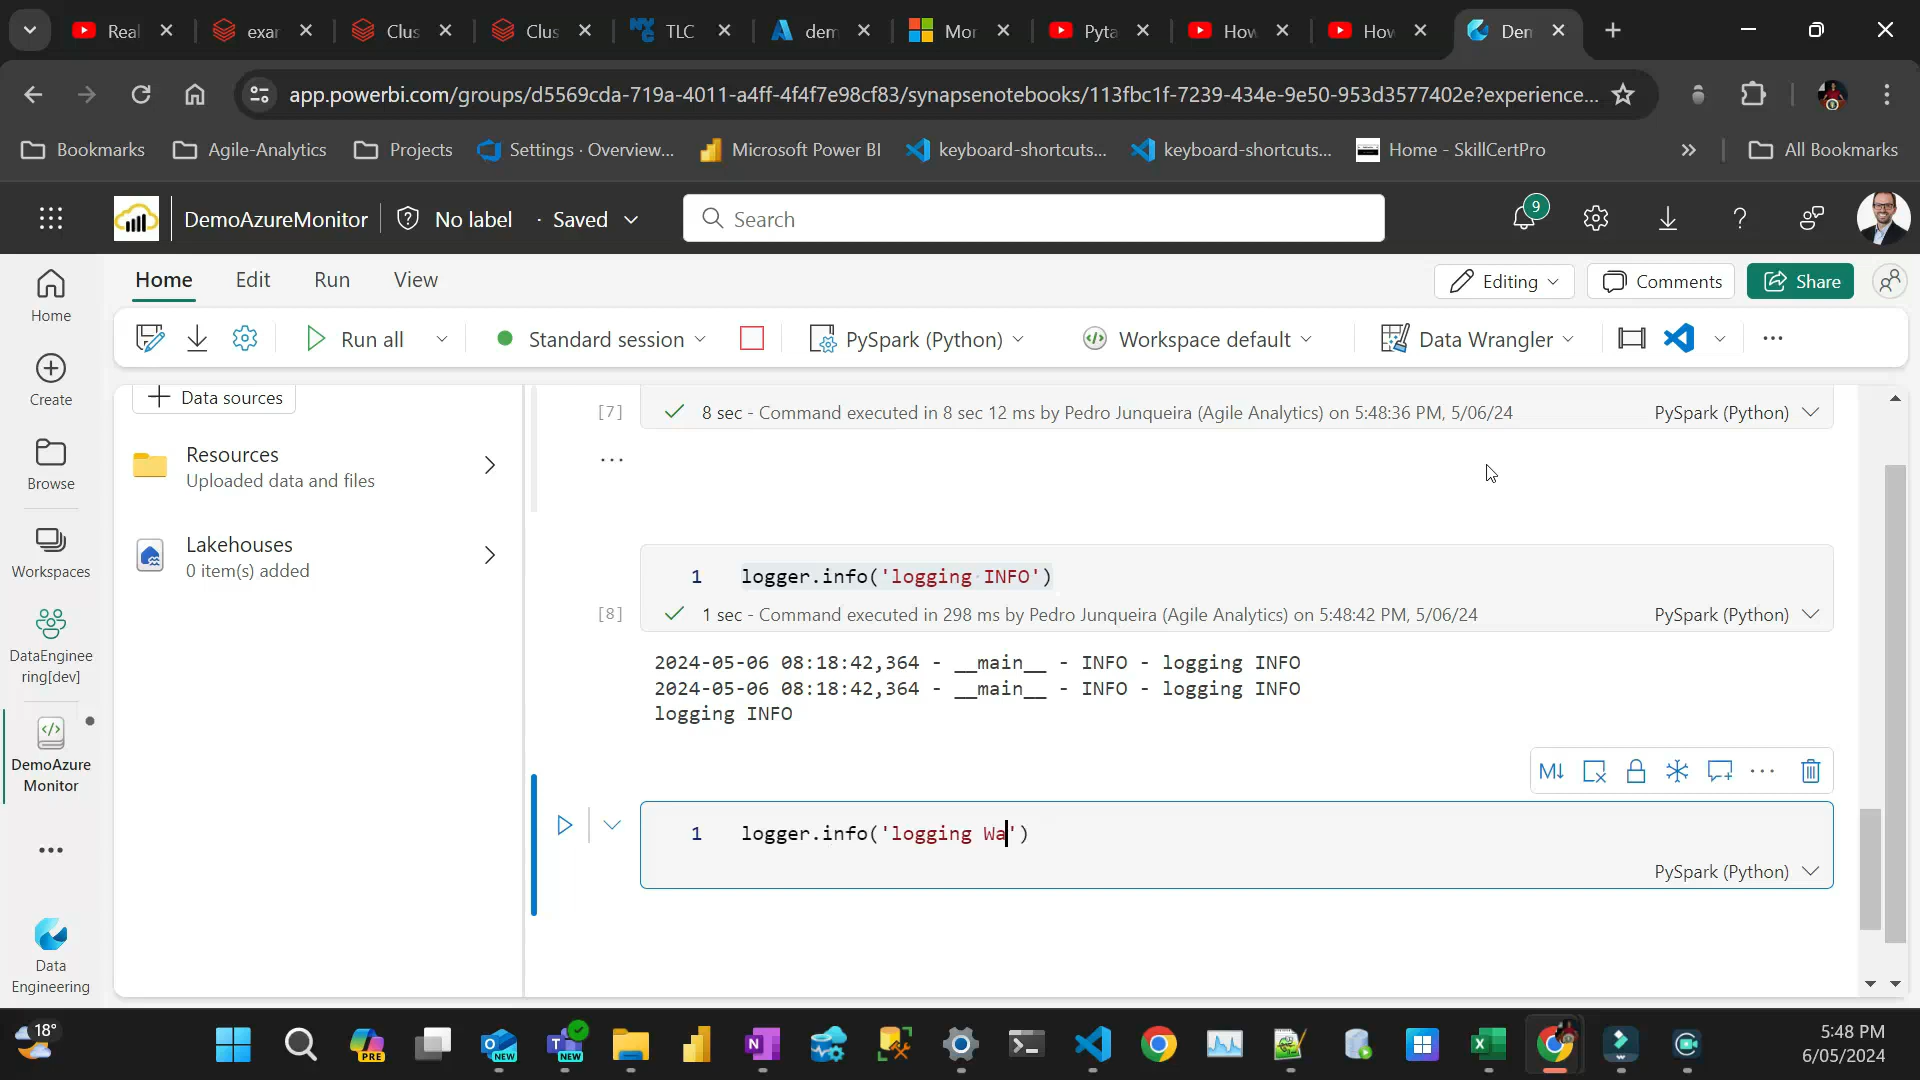 Real
exar
Clus
Clus
TLC
dem
Mor
Pyta
How
How
Den
app.powerbi.com/groups/d5569cda-719a-4011-a4ff-4f4f7e98cf83/synapsenotebooks/113fbc1f-7239-434e-9e50-953d3577402e?experience...
Bookmarks
Agile-Analytics
Projects
Settings · Overview...
Microsoft Power BI
keyboard-shortcuts...
keyboard-shortcuts...
Home - SkillCertPro
All Bookmarks
DemoAzureMonitor
No label
· Saved
Search
9
Home
Edit
Run
View
Editing
Comments
Share
Run all
Standard session
PySpark (Python)
Workspace default
Data Wrangler
Home
Create
Browse
Workspaces
DataEnginee
ring[dev]
DemoAzure
Monitor
Data
Engineering
Data sources
Resources
Uploaded data and files
Lakehouses
0 item(s) added
[7]
8 sec - Command executed in 8 sec 12 ms by Pedro Junqueira (Agile Analytics) on 5:48:36 PM, 5/06/24
PySpark (Python)
1 logger.info('logging INFO')
[8]
1 sec - Command executed in 298 ms by Pedro Junqueira (Agile Analytics) on 5:48:42 PM, 5/06/24
PySpark (Python)
2024-05-06 08:18:42,364 - __main__ - INFO - logging INFO
2024-05-06 08:18:42,364 - __main__ - INFO - logging INFO
logging INFO
M↓
1 logger.info('logging Wa')
PySpark (Python)
18°
PRE
NEW
NEW
5:48 PM
6/05/2024